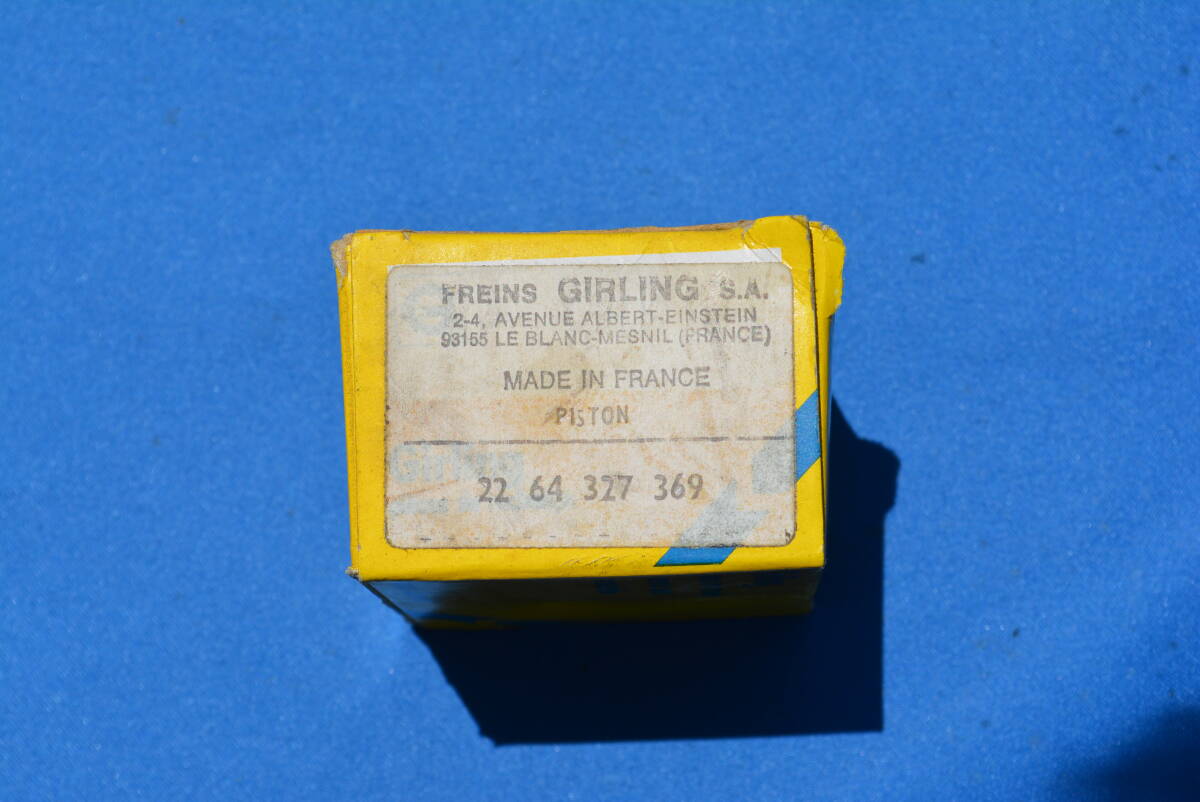 FREINS GIRLING S.A.
2-4, AVENUE ALBERT-EINSTEIN
93155 LE BLANC-MESNIL (FRANCE)
MADE IN FRANCE
PISTON
Girling
22 64 327 369